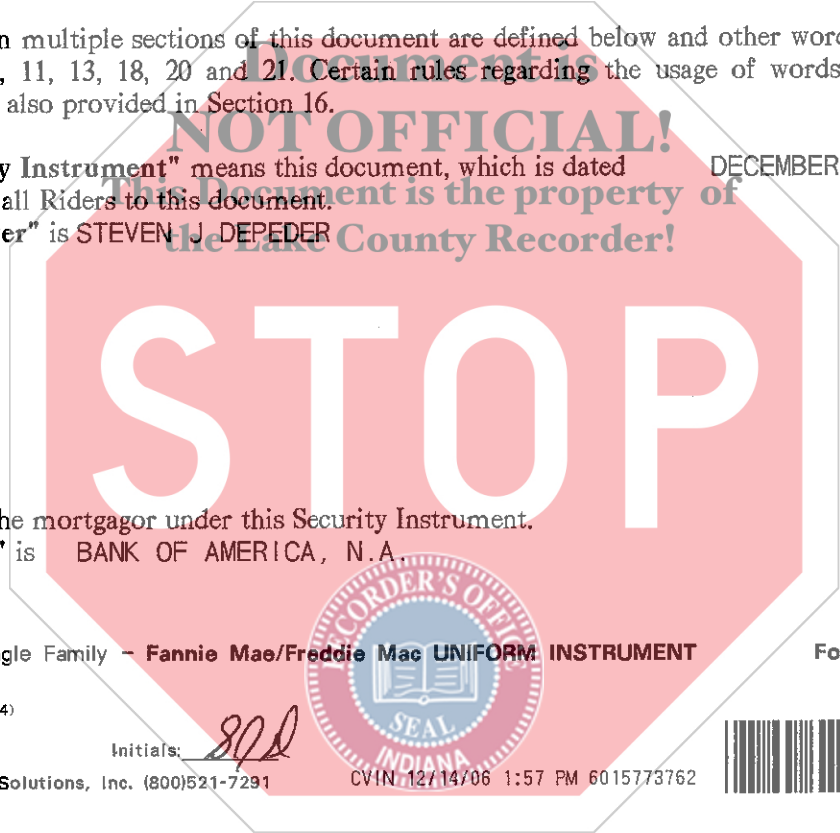 n multiple sections of this document are defined below and other word
, 11, 13, 18, 20 and 21. Certain rules regarding the usage of words
also provided in Section 16.
Document is
NOT OFFICIAL!
This Document is the property of
the Lake County Recorder!
y Instrument" means this document, which is dated DECEMBER
all Riders to this document.
er" is STEVEN J DEPEDER
STOP
he mortgagor under this Security Instrument.
" is BANK OF AMERICA, N.A.
RECORDER'S OFFICE
SEAL
INDIANA
gle Family - Fannie Mae/Freddie Mac UNIFORM INSTRUMENT Fo
4)
Initials: SJD
Solutions, Inc. (800)521-7291 CVIN 12/14/06 1:57 PM 6015773762